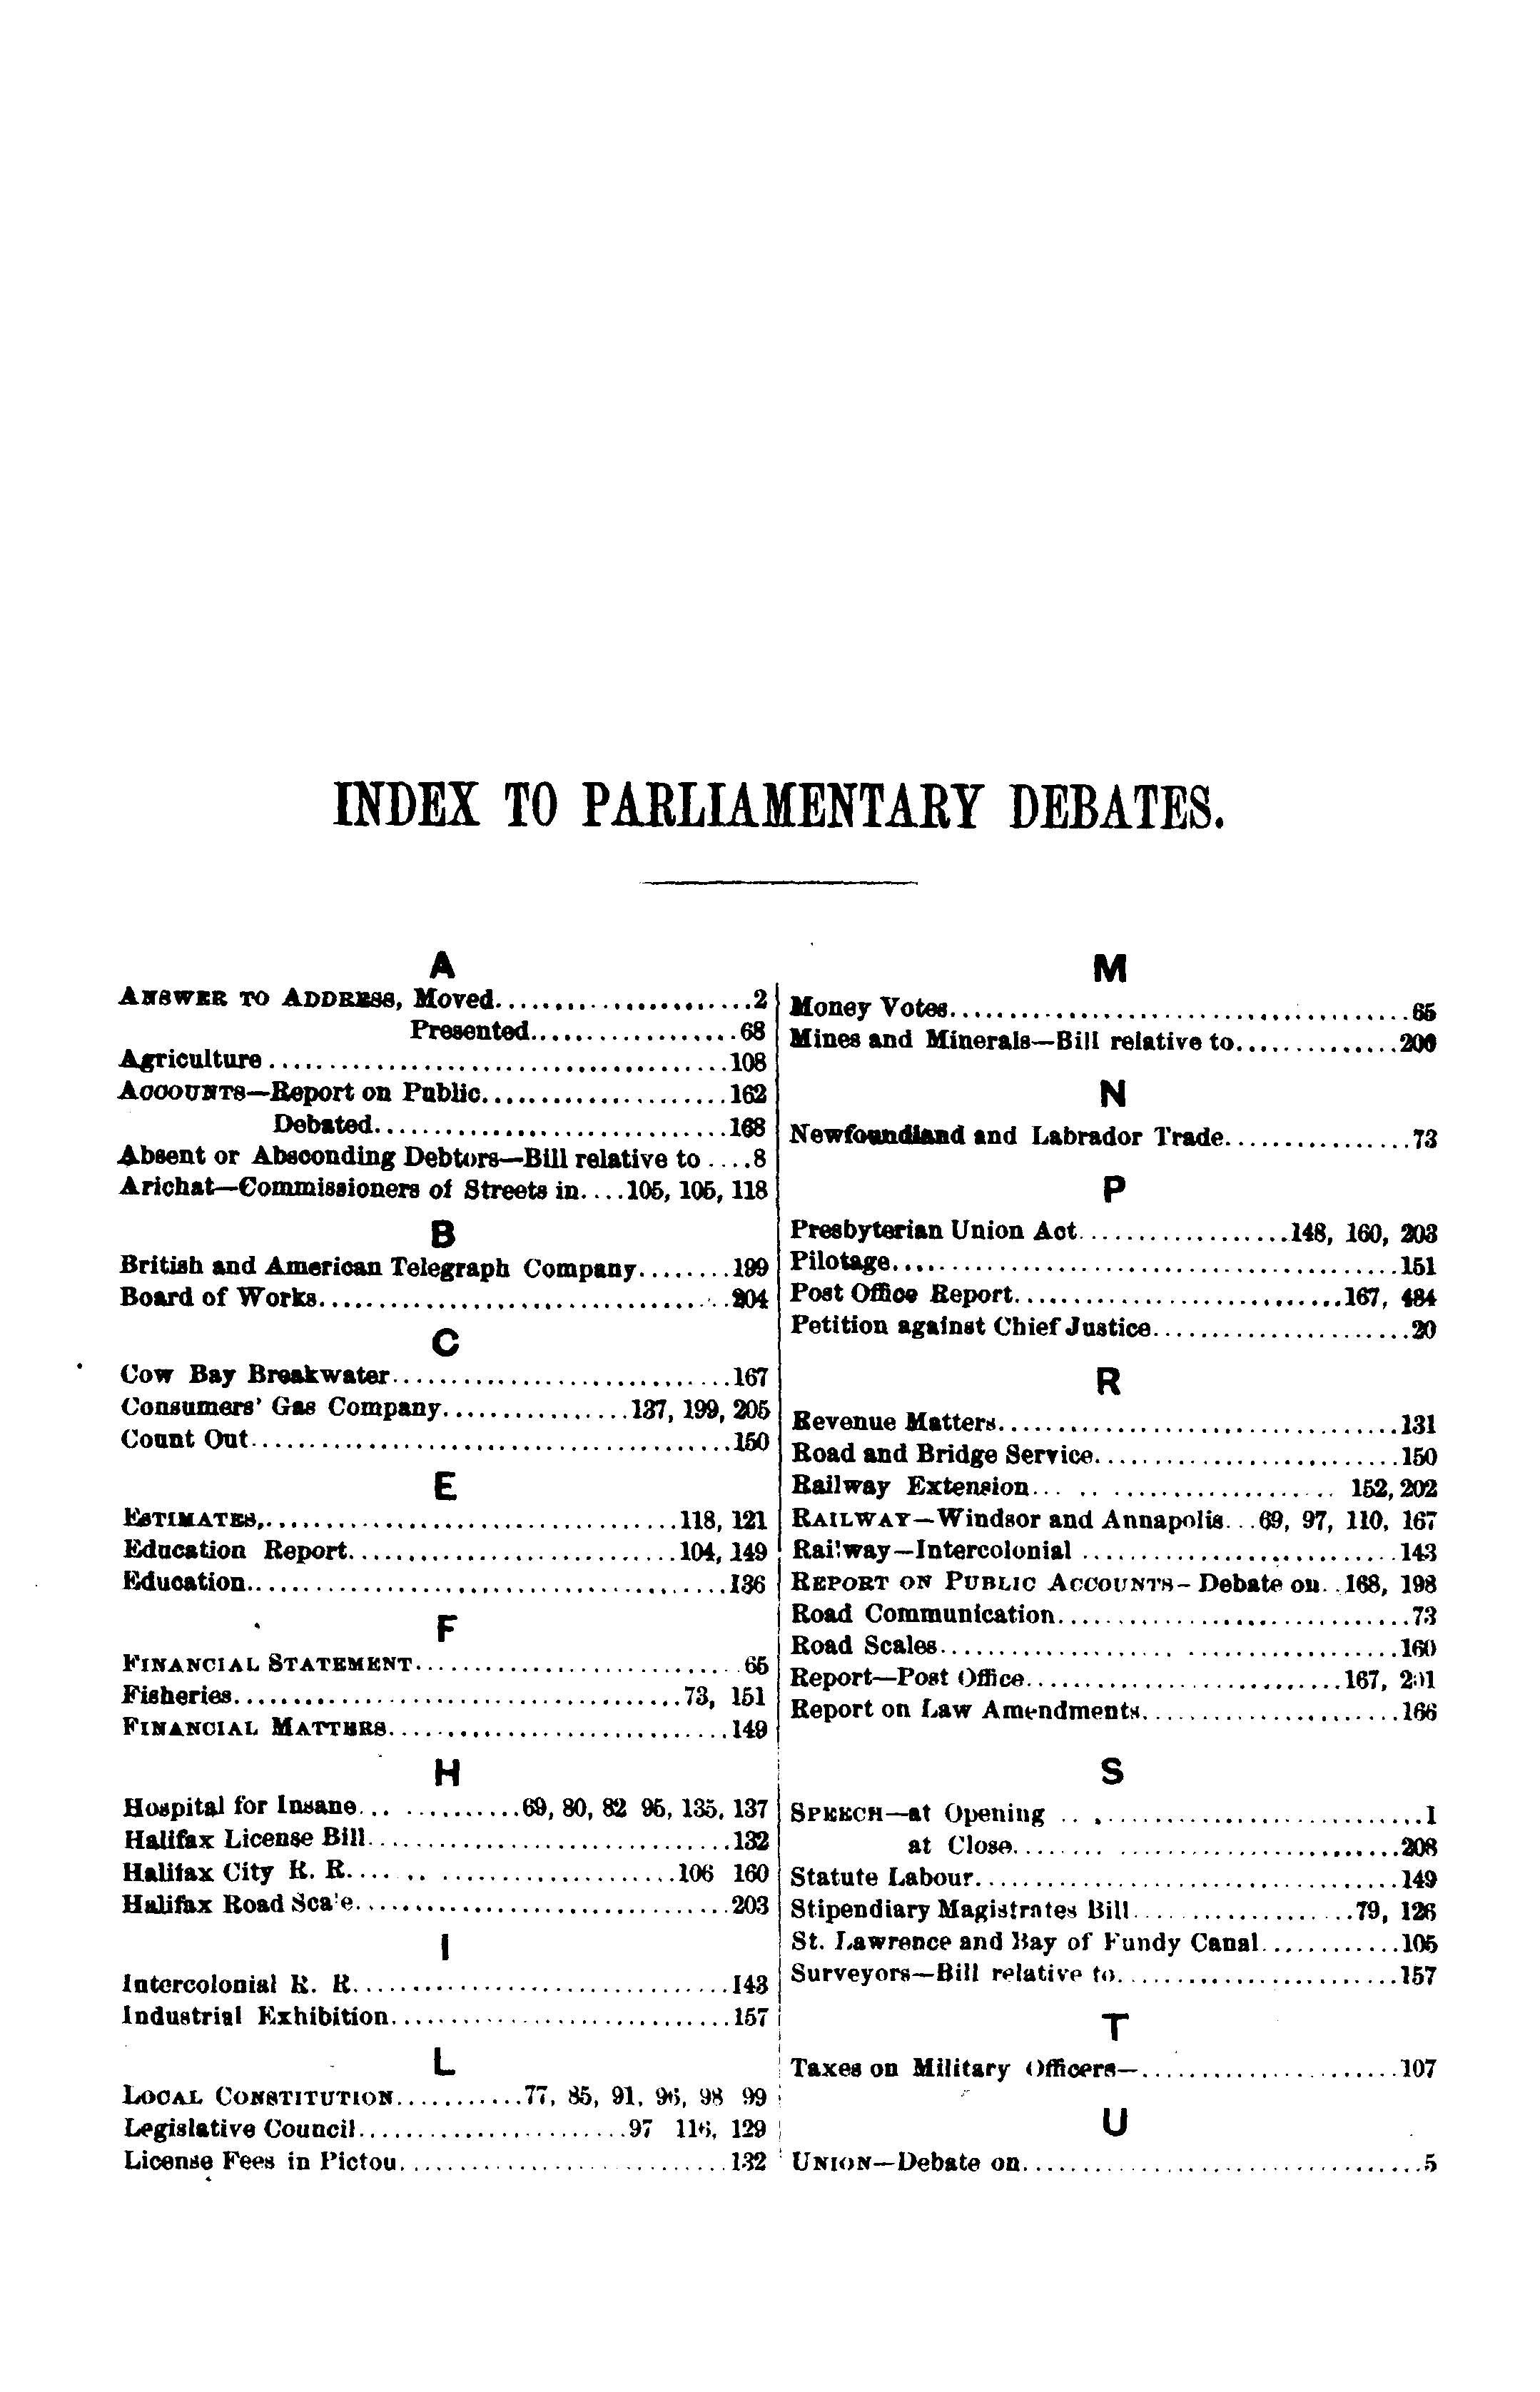 INDEX TO PARLIAMENTARY DEBATES.
A
ANSWER TO ADDRESS, Moved.....................2
Presented..................68
Agriculture......................................108
ACCOUNTS—Report on Public.....................162
Debated..............................168
Absent or Absconding Debtors—Bill relative to ....8
Arichat—Commissioners of Streets in....105, 105, 118
B
British and American Telegraph Company........199
Board of Works...................................204
C
Cow Bay Breakwater.............................167
Consumers' Gas Company................137, 199, 205
Count Out.........................................150
E
ESTIMATES,...................................118, 121
Education Report............................104, 149
Education.........................................136
F
FINANCIAL STATEMENT............................65
Fisheries......................................73, 151
FINANCIAL MATTERS.............................149
H
Hospital for Insane... ..........69, 80, 82 95, 135, 137
Halifax License Bill...............................132
Halifax City R. R.... .. ....................106 160
Halifax Road Scale................................203
I
Intercolonial R. R................................143
Industrial Exhibition.............................157
L
LOCAL CONSTITUTION...........77, 85, 91, 96, 98 99
Legislative Council.......................97 116, 129
License Fees in Pictou............................132
M
Money Votes.......................................65
Mines and Minerals—Bill relative to..............200
N
Newfoundland and Labrador Trade................73
P
Presbyterian Union Act..................148, 160, 203
Pilotage...........................................151
Post Office Report............................167, 484
Petition against Chief Justice......................20
R
Revenue Matters..................................131
Road and Bridge Service..........................150
Railway Extension... .. ................... 152, 202
RAILWAY—Windsor and Annapolis...69, 97, 110, 167
Railway—Intercolonial ...........................143
REPORT ON PUBLIC ACCOUNTS—Debate on..168, 198
Road Communication..............................73
Road Scales.......................................160
Report—Post Office...........................167, 201
Report on Law Amendments......................166
S
SPEECH—at Opening .. ............................1
at Close........ ........................208
Statute Labour....................................149
Stipendiary Magistrates Bill...................79, 126
St. Lawrence and Bay of Fundy Canal............105
Surveyors—Bill relative to........................157
T
Taxes on Military Officers—......................107
U
UNION—Debate on..................................5